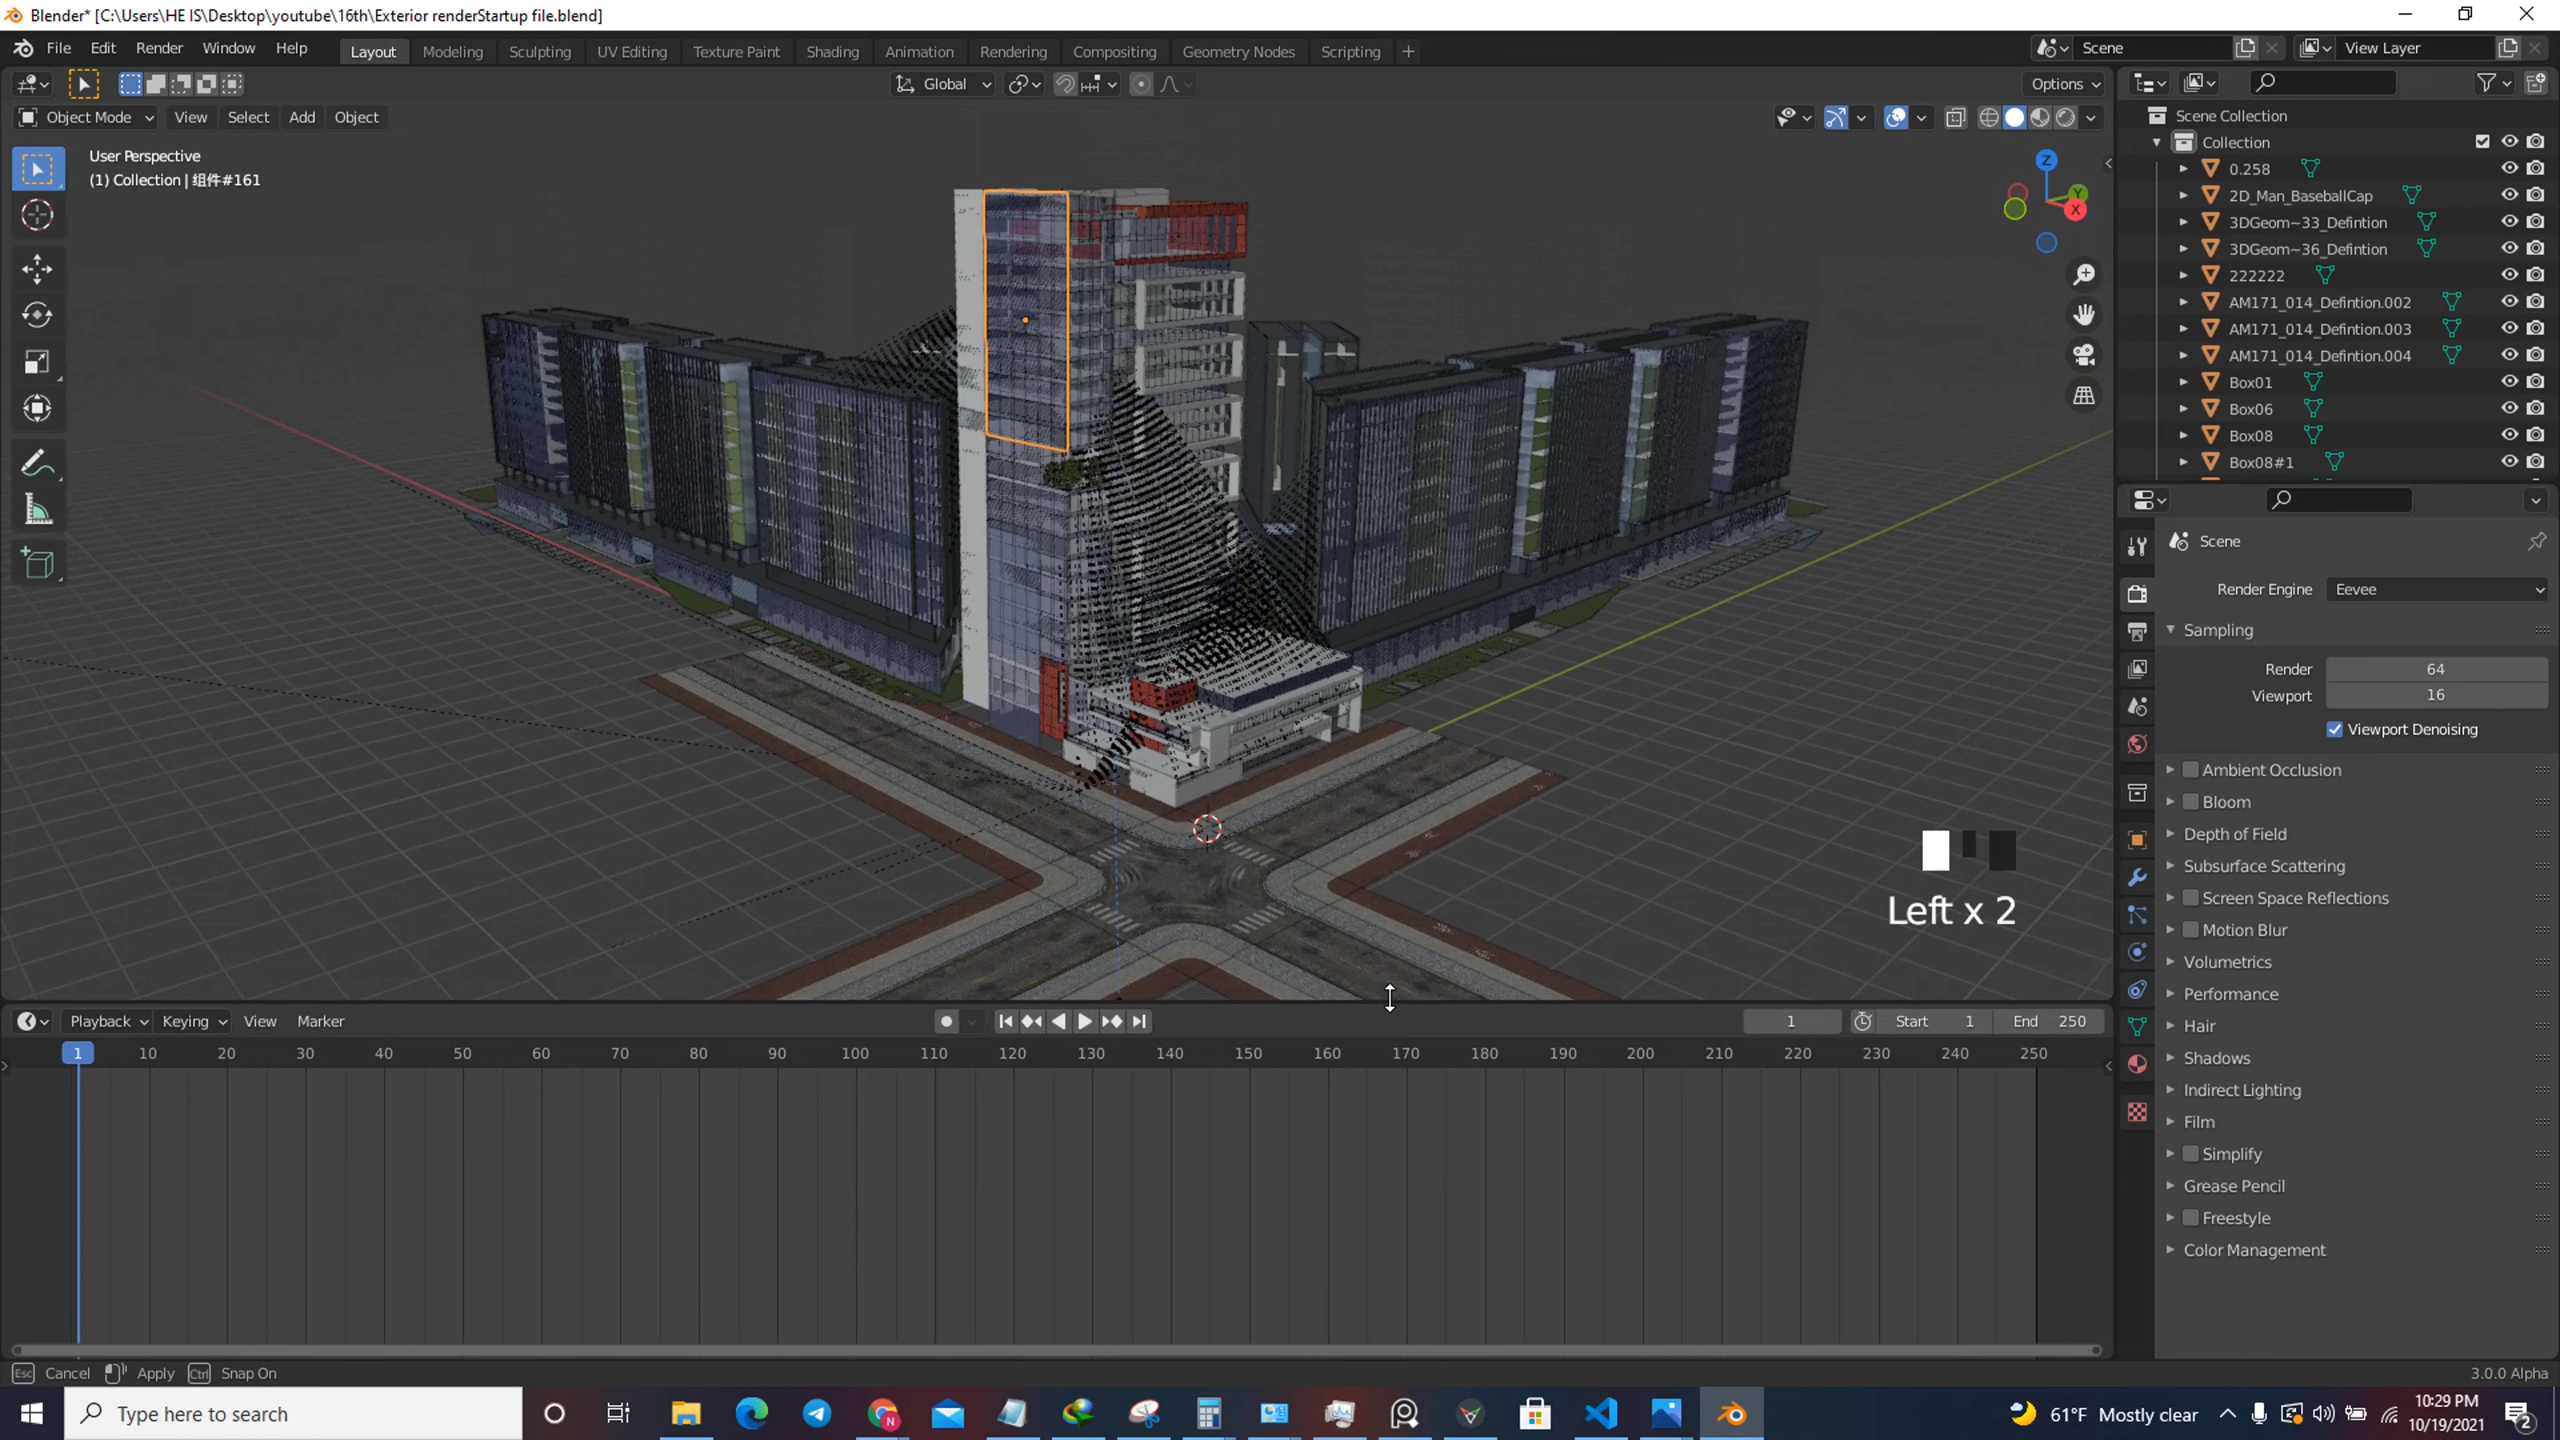 Blender* [C:\Users\HE IS\Desktop\youtube\16th\Exterior renderStartup file.blend]
File Edit Render Window Help Layout Modeling Sculpting UV Editing Texture Paint Shading Animation Rendering Compositing Geometry Nodes Scripting + Scene View Layer
Global Options
Object Mode View Select Add Object
User Perspective
(1) Collection | 组件#161
Z
Y
X
Left x 2
Scene Collection
Collection
0.258
2D_Man_BaseballCap
3DGeom~33_Defintion
3DGeom~36_Defintion
222222
AM171_014_Defintion.002
AM171_014_Defintion.003
AM171_014_Defintion.004
Box01
Box06
Box08
Box08#1
Scene
Render Engine Eevee
Sampling
Render 64
Viewport 16
Viewport Denoising
Ambient Occlusion
Bloom
Depth of Field
Subsurface Scattering
Screen Space Reflections
Motion Blur
Volumetrics
Performance
Hair
Shadows
Indirect Lighting
Film
Simplify
Grease Pencil
Freestyle
Color Management
Playback Keying View Marker 1 Start 1 End 250
1 10 20 30 40 50 60 70 80 90 100 110 120 130 140 150 160 170 180 190 200 210 220 230 240 250
Esc Cancel Apply Ctrl Snap On 3.0.0 Alpha
Type here to search
N
61°F Mostly clear
10:29 PM
10/19/2021
2